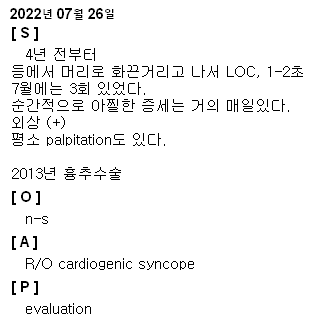 2022년 07월 26일
[ S ]
4년 전부터
등에서 머리로 화끈거리고 나서 LOC, 1-2초
7월에는 3회 있었다.
순간적으로 아찔한 증세는 거의 매일있다.
외상 (+)
평소 palpitation도 있다.
2013년 흉추수술
[ O ]
n-s
[ A ]
R/O cardiogenic syncope
[ P ]
evaluation